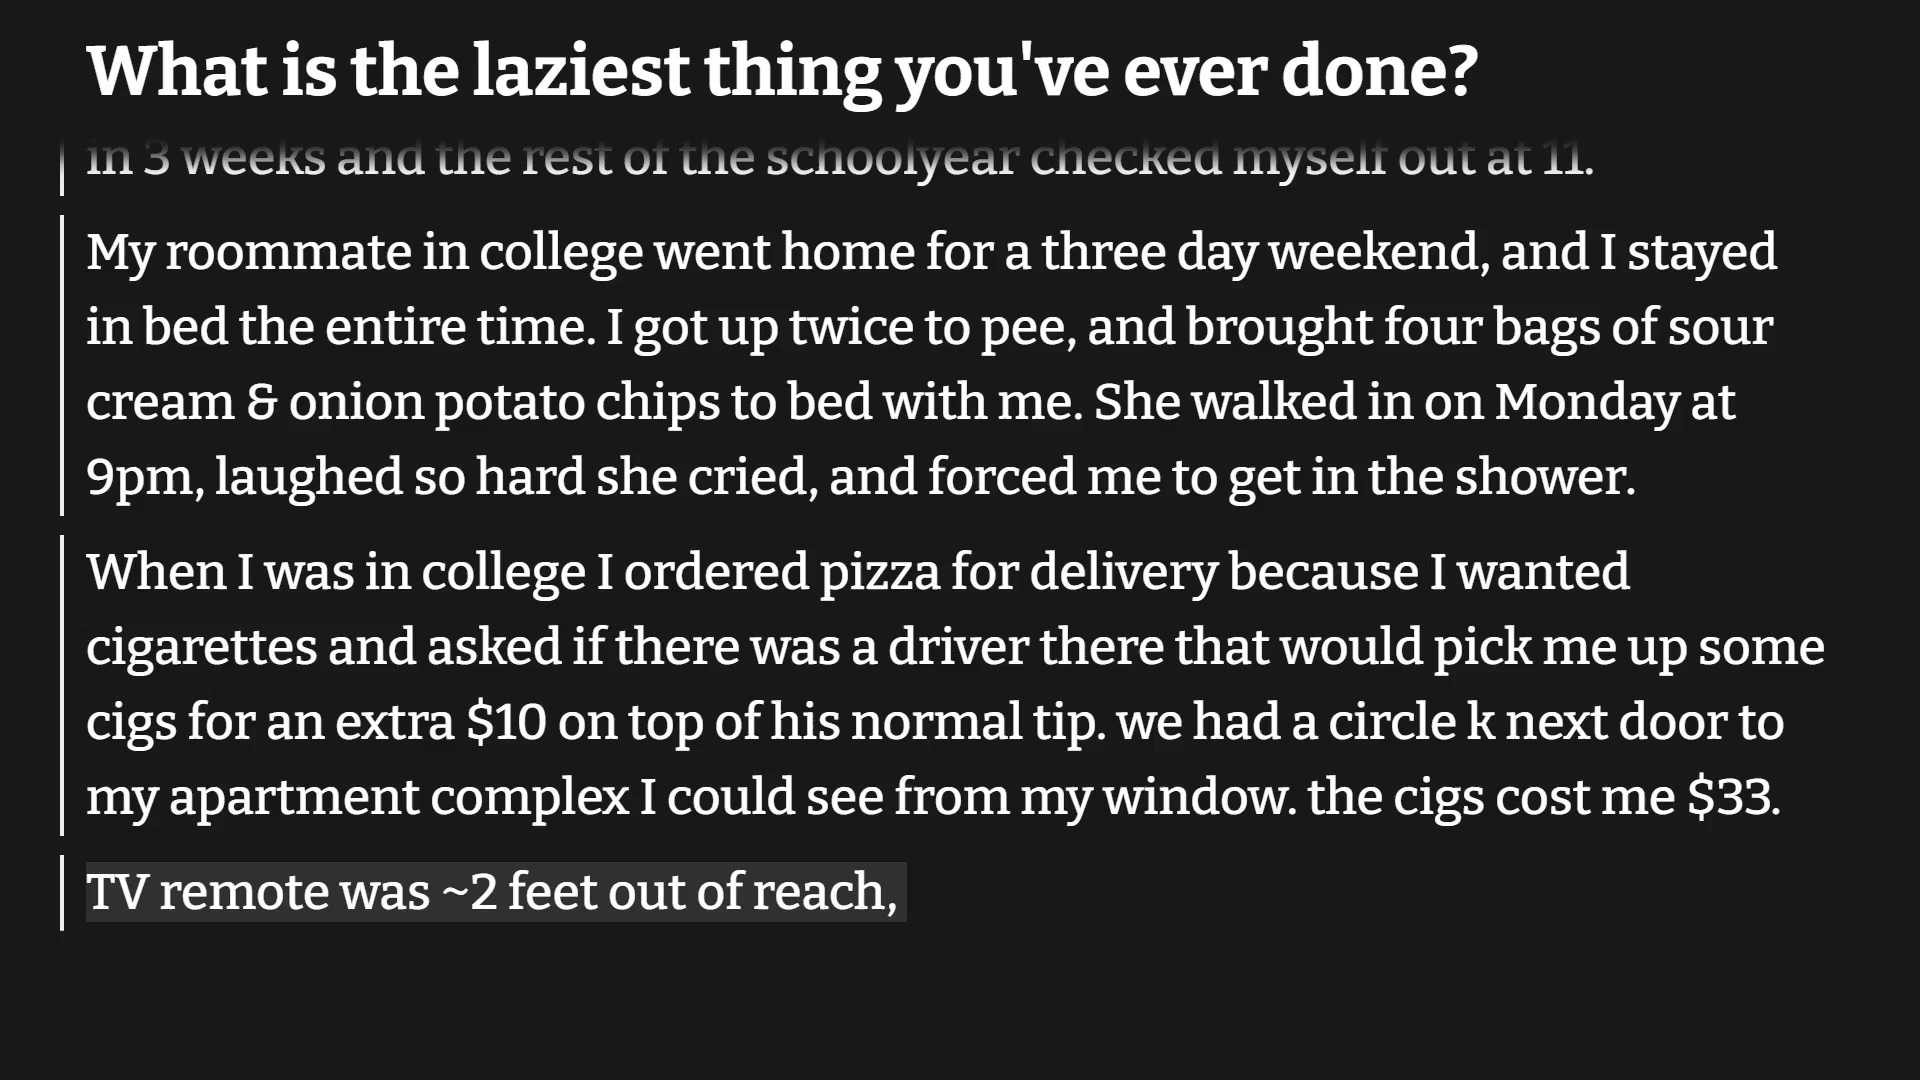 What is the laziest thing you've ever done?
in 3 weeks and the rest of the schoolyear checked myself out at 11.
My roommate in college went home for a three day weekend, and I stayed
in bed the entire time. I got up twice to pee, and brought four bags of sour
cream & onion potato chips to bed with me. She walked in on Monday at
9pm, laughed so hard she cried, and forced me to get in the shower.
When I was in college I ordered pizza for delivery because I wanted
cigarettes and asked if there was a driver there that would pick me up some
cigs for an extra $10 on top of his normal tip. we had a circle k next door to
my apartment complex I could see from my window. the cigs cost me $33.
TV remote was ~2 feet out of reach,